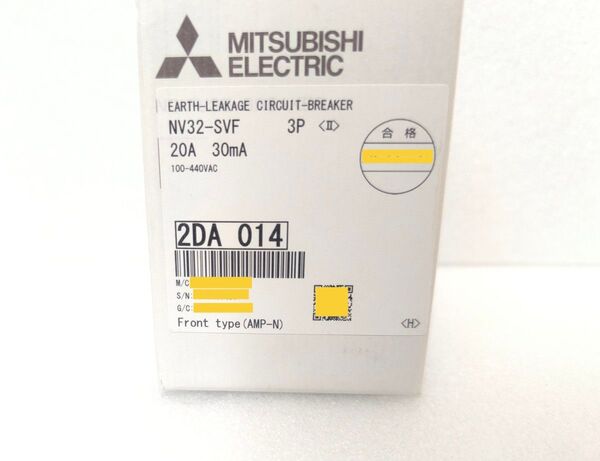 MITSUBISHI
ELECTRIC
EARTH-LEAKAGE CIRCUIT-BREAKER
NV32-SVF 3P <II>
20A 30mA
100-440VAC
合格
2DA 014
M/C
S/N:
G/C:
Front type(AMP-N) <H>